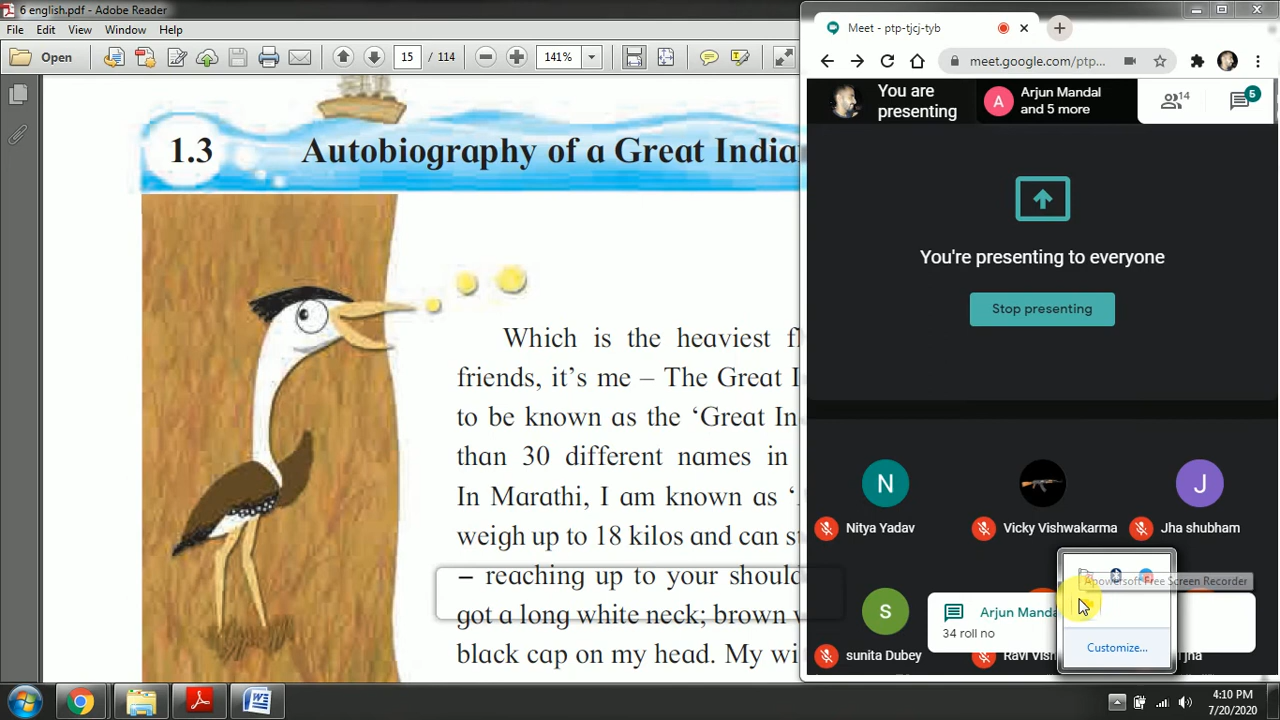 6 english.pdf - Adobe Reader
File Edit View Window Help
Open
15 / 114
141%
1.3 Autobiography of a Great India
Which is the heaviest
friends, it's me – The Great
to be known as the ‘Great In
than 30 different names in
In Marathi, I am known as
weigh up to 18 kilos and can
– reaching up to your should
got a long white neck; brown
black cap on my head. My wi
Meet - ptp-tjcj-tyb
meet.google.com/ptp...
You are
presenting
A
Arjun Mandal
and 5 more
14
5
You're presenting to everyone
Stop presenting
N
J
Nitya Yadav
Vicky Vishwakarma
Jha shubham
S
Apowersoft Free Screen Recorder
Arjun Manda
34 roll no
Customize...
sunita Dubey
Ravi Vish
jha
4:10 PM
7/20/2020